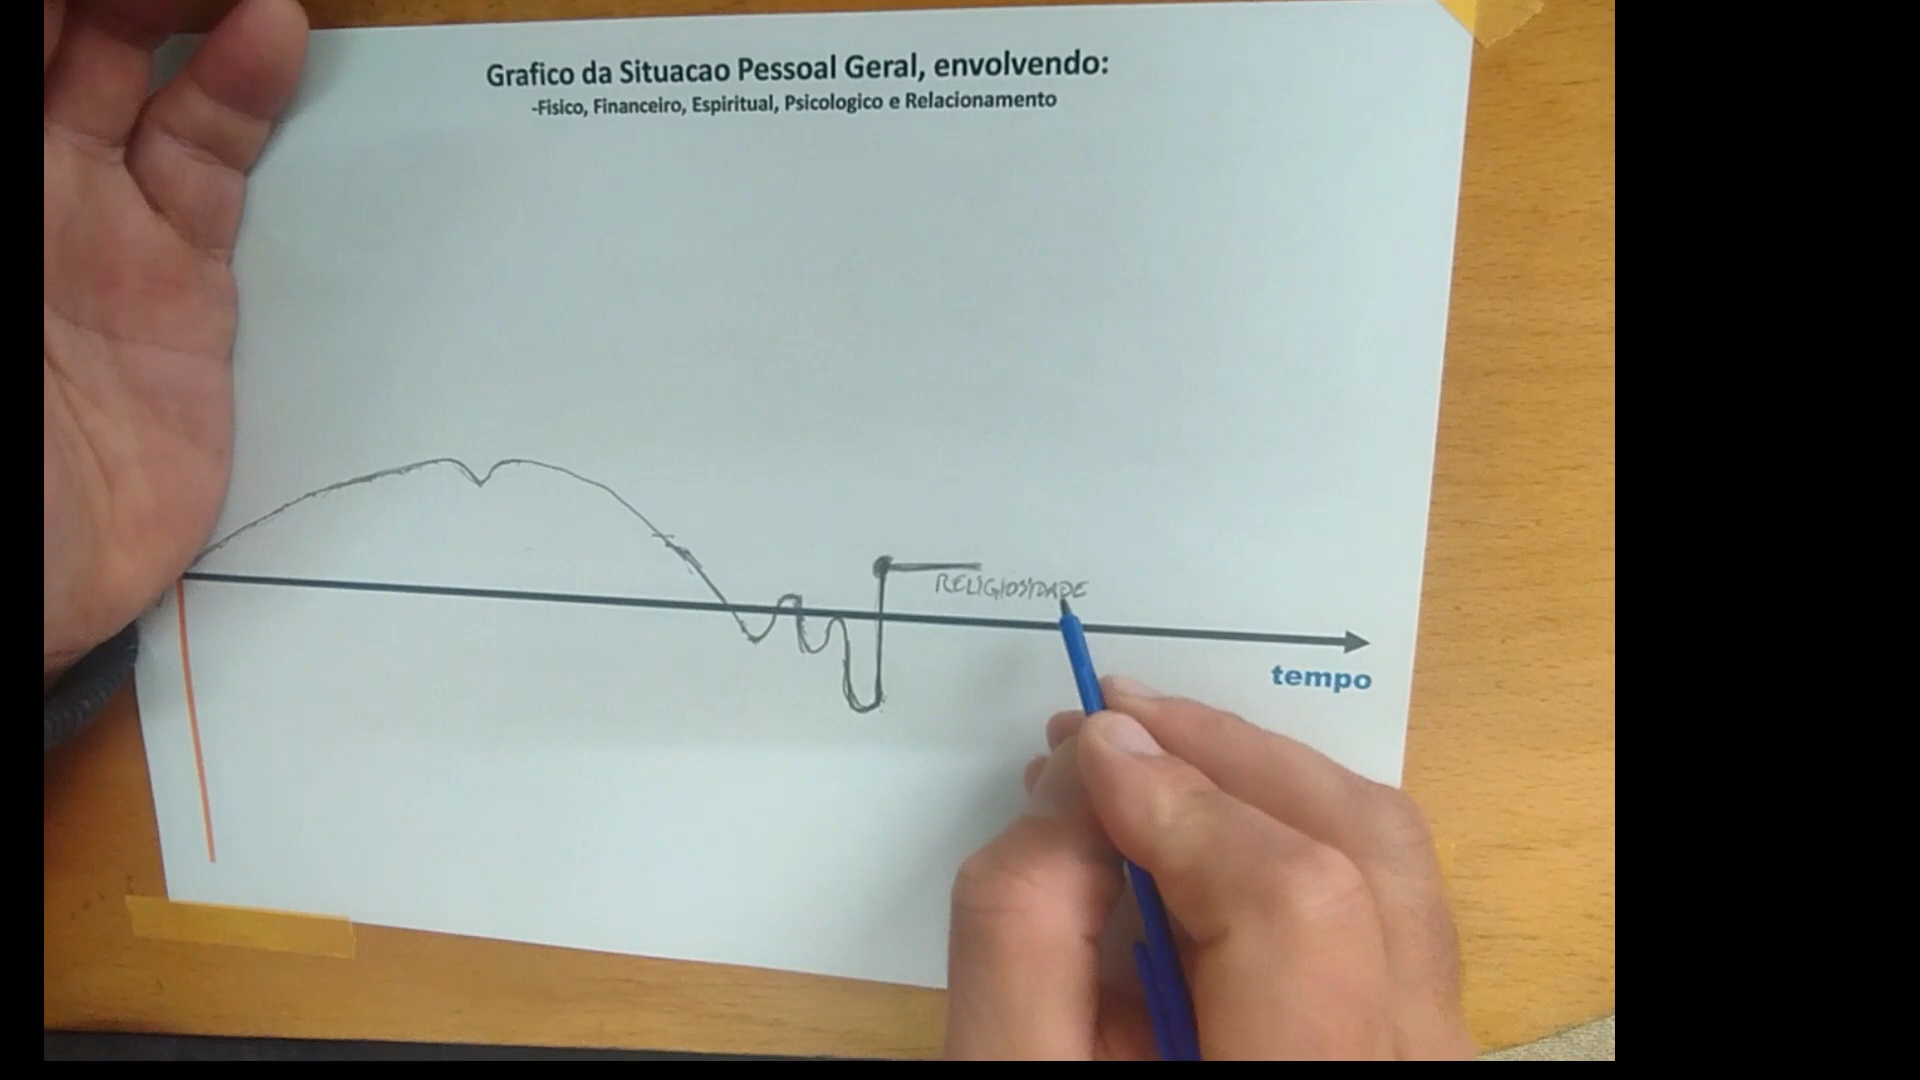 Grafico da Situacao Pessoal Geral, envolvendo:
-Fisico, Financeiro, Espiritual, Psicologico e Relacionamento
RELIGIOSIDADE
tempo